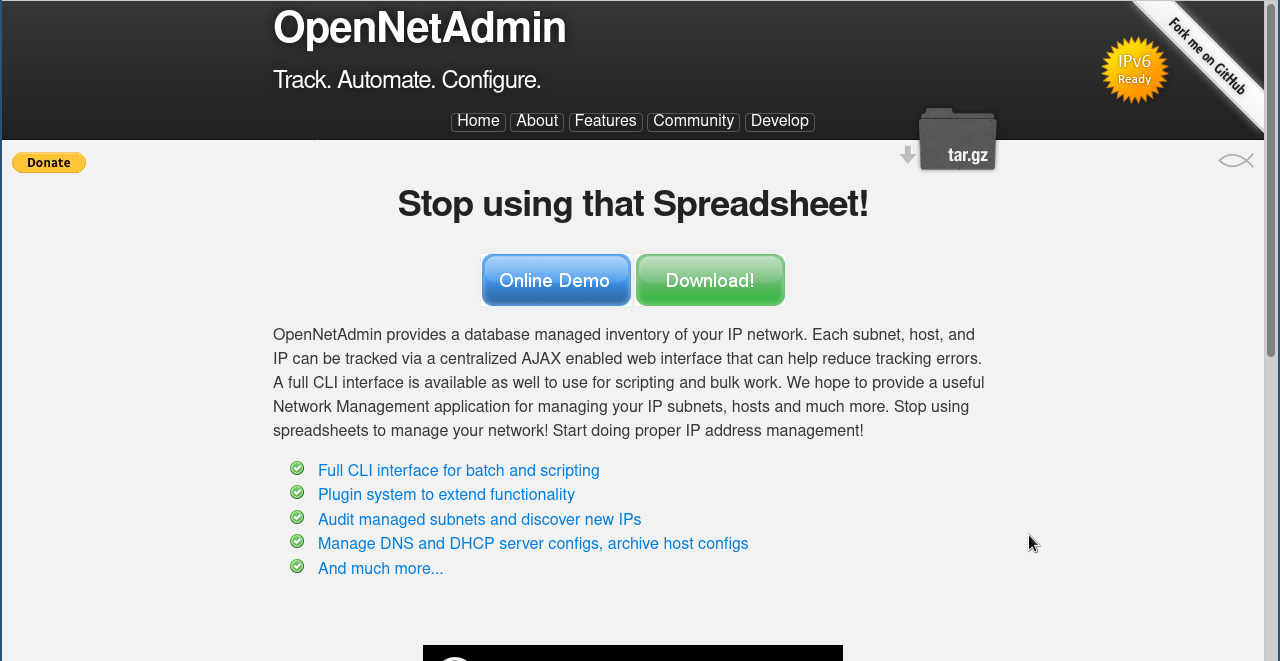 OpenNetAdmin
Track. Automate. Configure.
IPv6
Ready
Fork me on GitHub
Home About Features Community Develop
tar.gz
Donate
Stop using that Spreadsheet!
Online Demo Download!
OpenNetAdmin provides a database managed inventory of your IP network. Each subnet, host, and
IP can be tracked via a centralized AJAX enabled web interface that can help reduce tracking errors.
A full CLI interface is available as well to use for scripting and bulk work. We hope to provide a useful
Network Management application for managing your IP subnets, hosts and much more. Stop using
spreadsheets to manage your network! Start doing proper IP address management!
Full CLI interface for batch and scripting
Plugin system to extend functionality
Audit managed subnets and discover new IPs
Manage DNS and DHCP server configs, archive host configs
And much more...